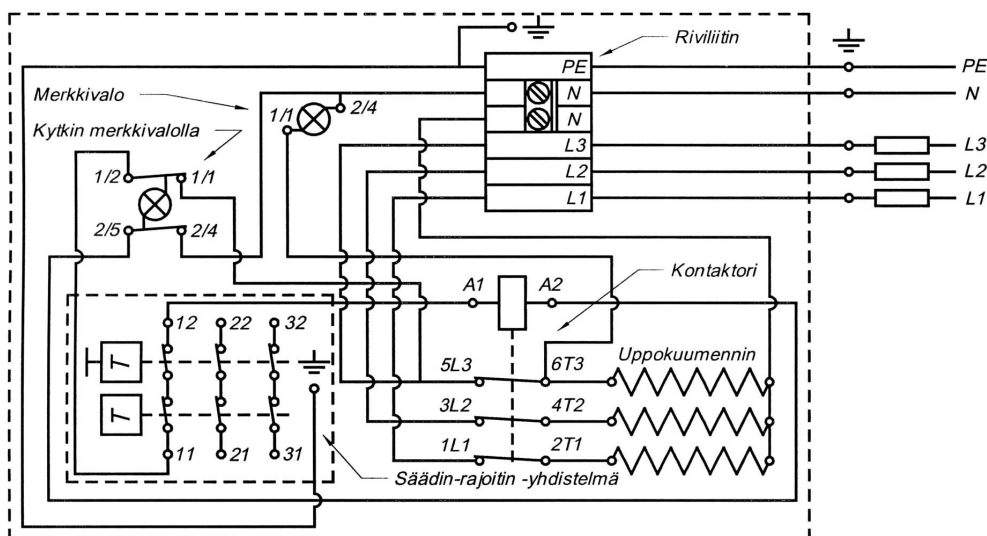 Riviliitin
PE
PE
Merkkivalo
N
N
1/1
2/4
Kytkin merkkivalolla
N
L3
L3
1/2
1/1
L2
L2
L1
L1
2/5
2/4
Kontaktori
A1
A2
12
22
32
T
5L3
6T3
Uppokuumennin
3L2
4T2
T
1L1
2T1
11
21
31
Säädin-rajoitin -yhdistelmä